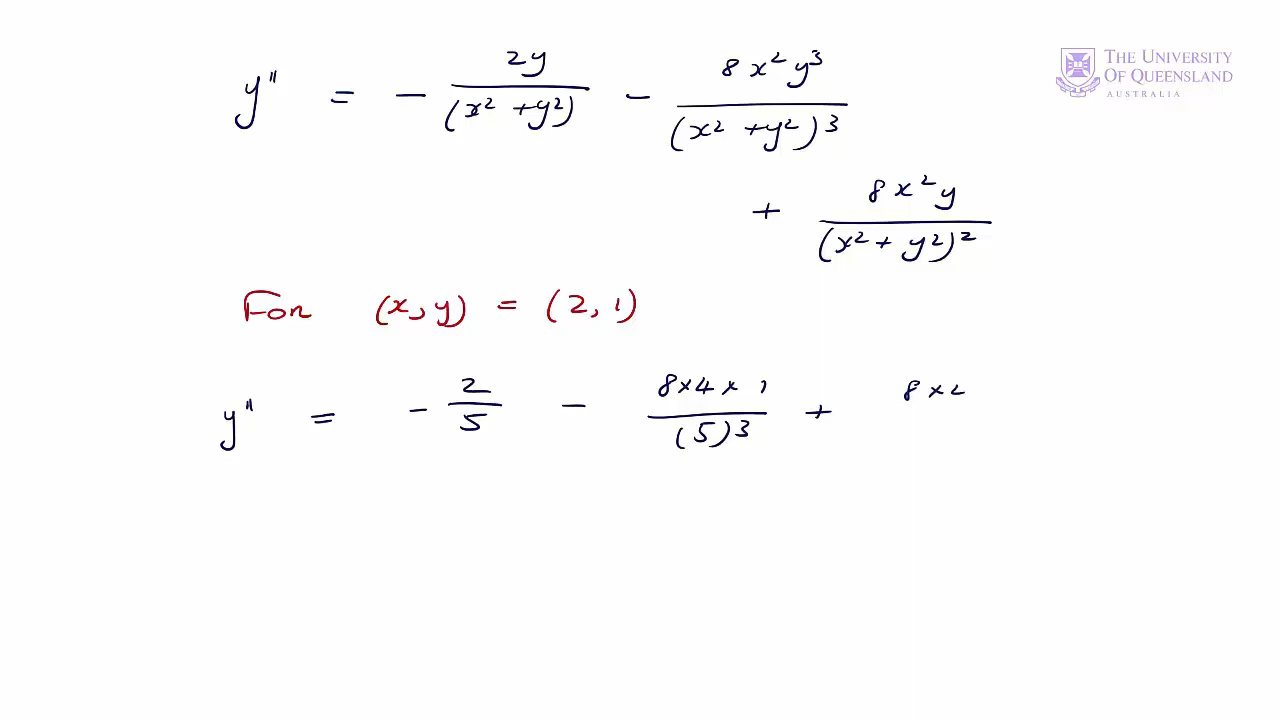 y'' = - 2y/(x² + y²) - 8x²y³/(x² + y²)³
+ 8x²y/(x² + y²)²
THE UNIVERSITY
OF QUEENSLAND
AUSTRALIA
For (x, y) = (2, 1)
y'' = - 2/5 - 8×4×1/(5)³ + 8×